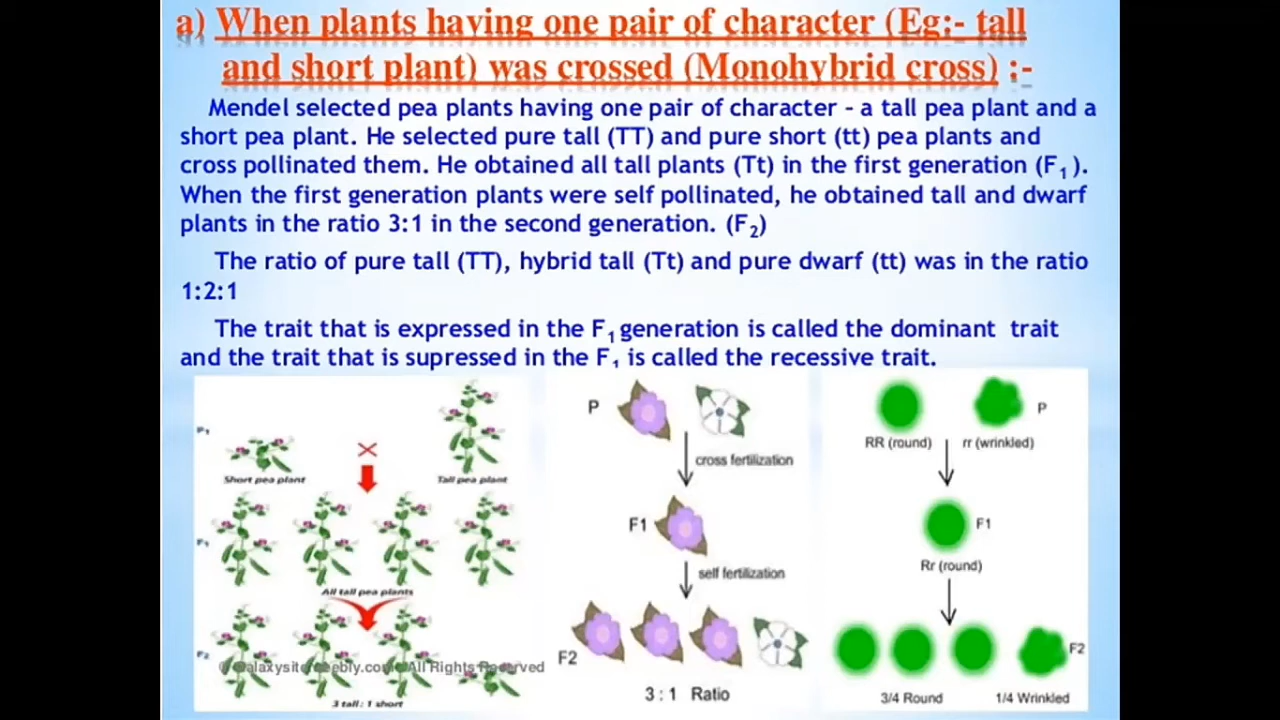 a) When plants having one pair of character (Eg:- tall
and short plant) was crossed (Monohybrid cross) :-
Mendel selected pea plants having one pair of character – a tall pea plant and a
short pea plant. He selected pure tall (TT) and pure short (tt) pea plants and
cross pollinated them. He obtained all tall plants (Tt) in the first generation (F1 ).
When the first generation plants were self pollinated, he obtained tall and dwarf
plants in the ratio 3:1 in the second generation. (F2)
The ratio of pure tall (TT), hybrid tall (Tt) and pure dwarf (tt) was in the ratio
1:2:1
The trait that is expressed in the F1 generation is called the dominant trait
and the trait that is supressed in the F1 is called the recessive trait.
F1
Short pea plant
Tall pea plant
F1
All tall pea plants
F2
All Rights Reserved
3 tall: 1 short
P
cross fertilization
F1
self fertilization
F2
3 : 1 Ratio
P
RR (round) rr (wrinkled)
F1
Rr (round)
F2
3/4 Round 1/4 Wrinkled